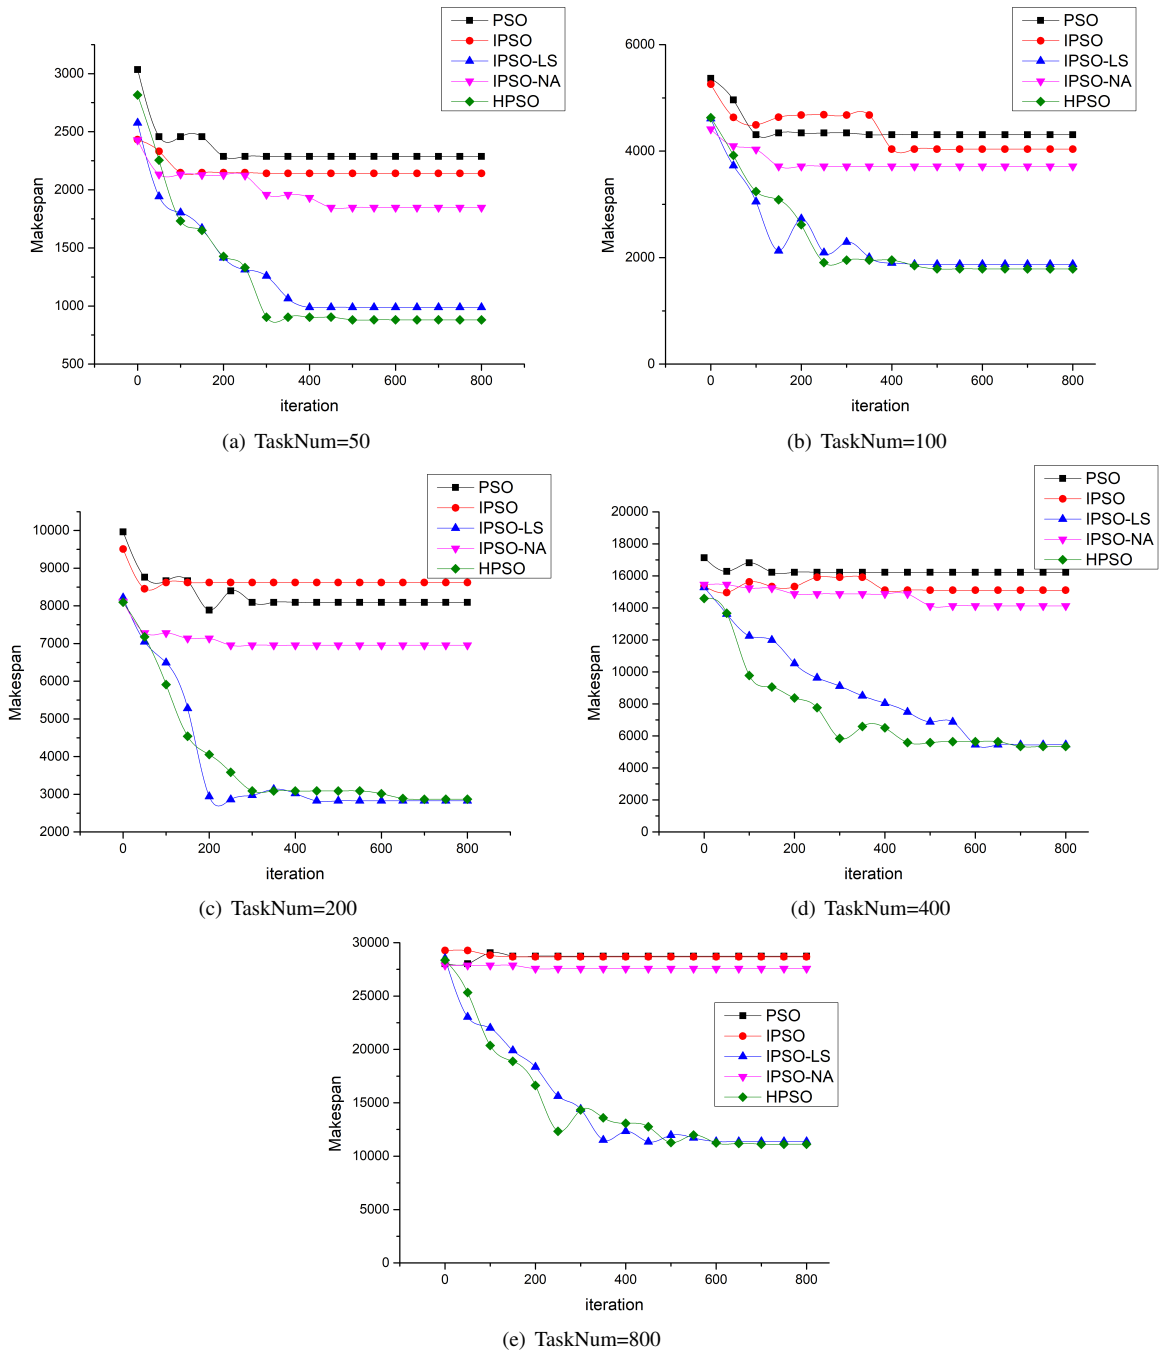 PSO
IPSO
IPSO-LS
IPSO-NA
HPSO
3000
2500
2000
1500
1000
500
Makespan
0 200 400 600 800
iteration
(a) TaskNum=50
PSO
IPSO
IPSO-LS
IPSO-NA
HPSO
6000
4000
2000
0
Makespan
0 200 400 600 800
iteration
(b) TaskNum=100
PSO
IPSO
IPSO-LS
IPSO-NA
HPSO
10000
9000
8000
7000
6000
5000
4000
3000
2000
Makespan
0 200 400 600 800
iteration
(c) TaskNum=200
PSO
IPSO
IPSO-LS
IPSO-NA
HPSO
20000
18000
16000
14000
12000
10000
8000
6000
4000
2000
0
Makespan
0 200 400 600 800
iteration
(d) TaskNum=400
30000
25000
20000
15000
10000
5000
0
Makespan
PSO
IPSO
IPSO-LS
IPSO-NA
HPSO
0 200 400 600 800
iteration
(e) TaskNum=800